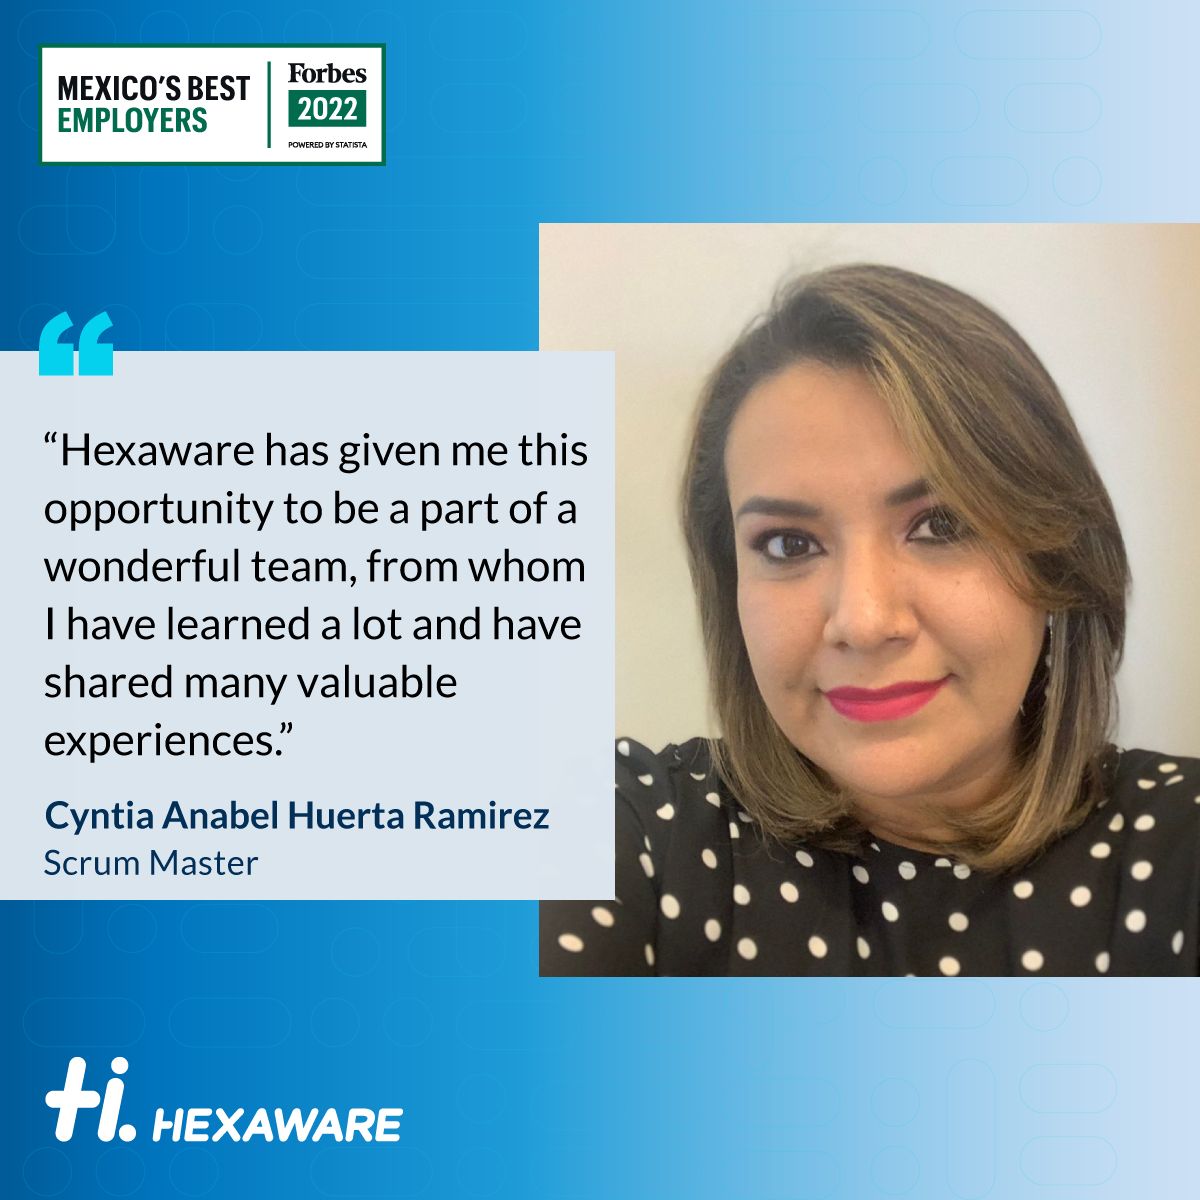 MEXICO'S BEST
EMPLOYERS
Forbes
2022
POWERED BY STATISTA
“Hexaware has given me this
opportunity to be a part of a
wonderful team, from whom
I have learned a lot and have
shared many valuable
experiences.”
Cyntia Anabel Huerta Ramirez
Scrum Master
Hi. HEXAWARE